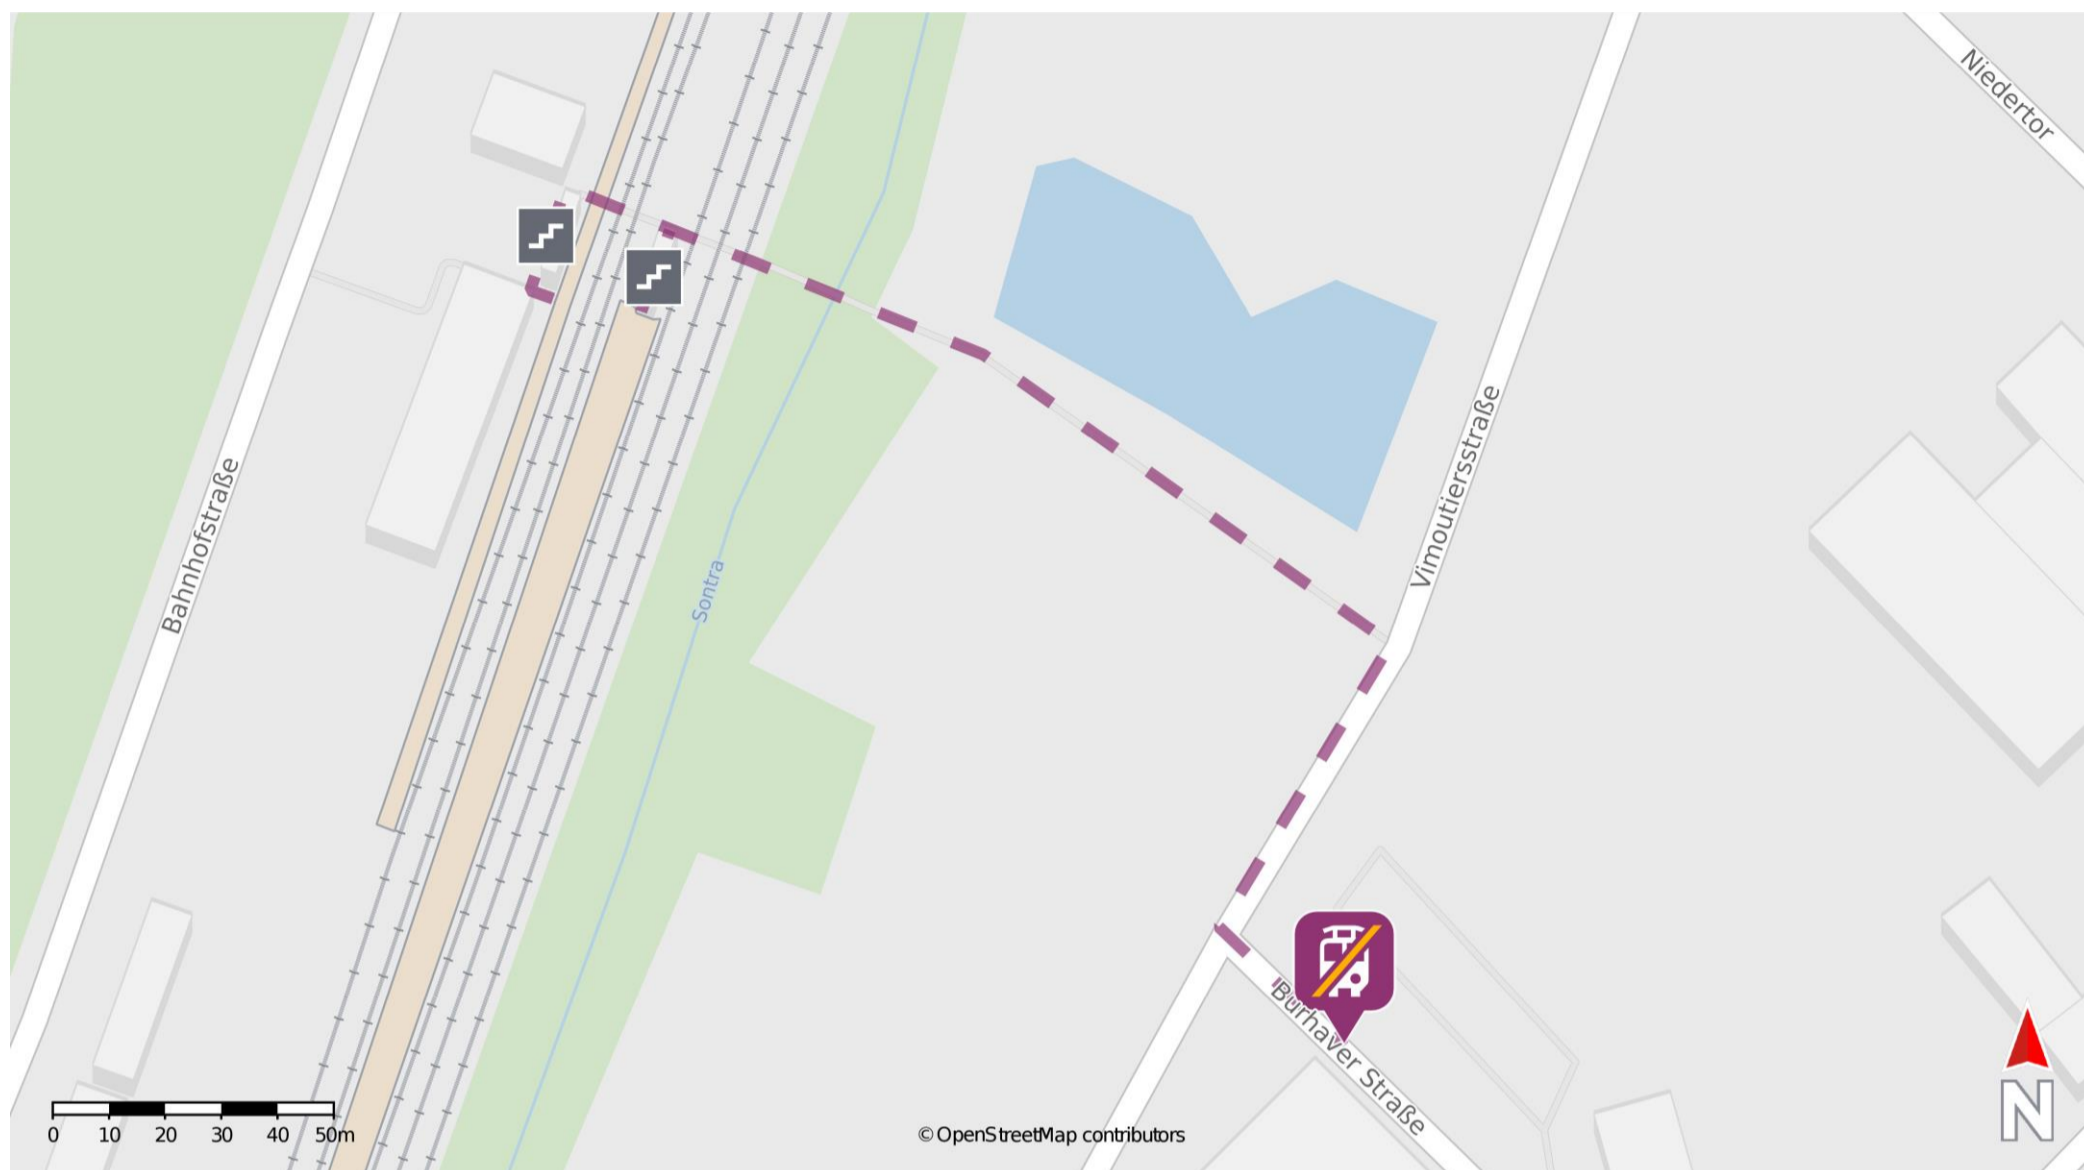 Niedertor
Vimoutiersstraße
Bahnhofstraße
Sontra
Burhaver Straße
0 10 20 30 40 50m
© OpenStreetMap contributors
N